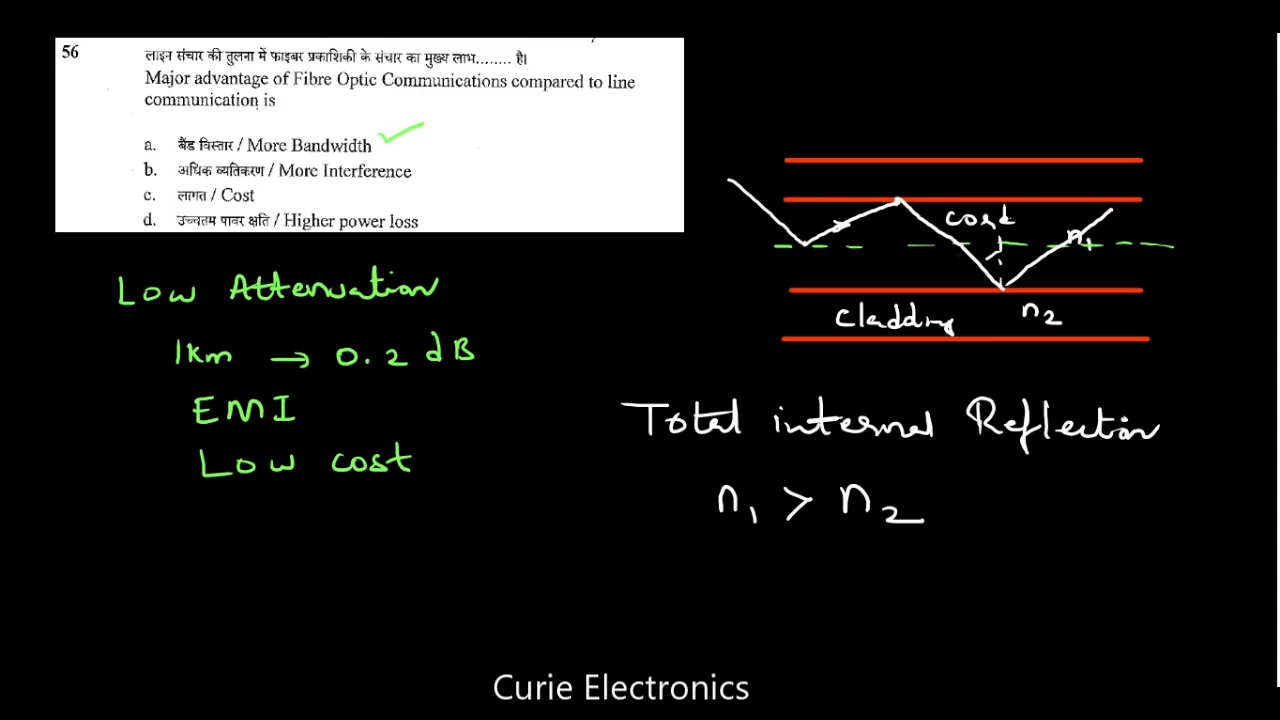 56
लाइन संचार की तुलना में फाइबर प्रकाशिकी के संचार का मुख्य लाभ........ है।
Major advantage of Fibre Optic Communications compared to line
communication is
a. बैंड विस्तार / More Bandwidth
b. अधिक व्यतिकरण / More Interference
c. लागत / Cost
d. उच्चतम पावर क्षति / Higher power loss
Low Attenuation
1km → 0.2 dB
EMI
Low cost
n1
cladding n2
Total internal Reflection
n1 > n2
Curie Electronics